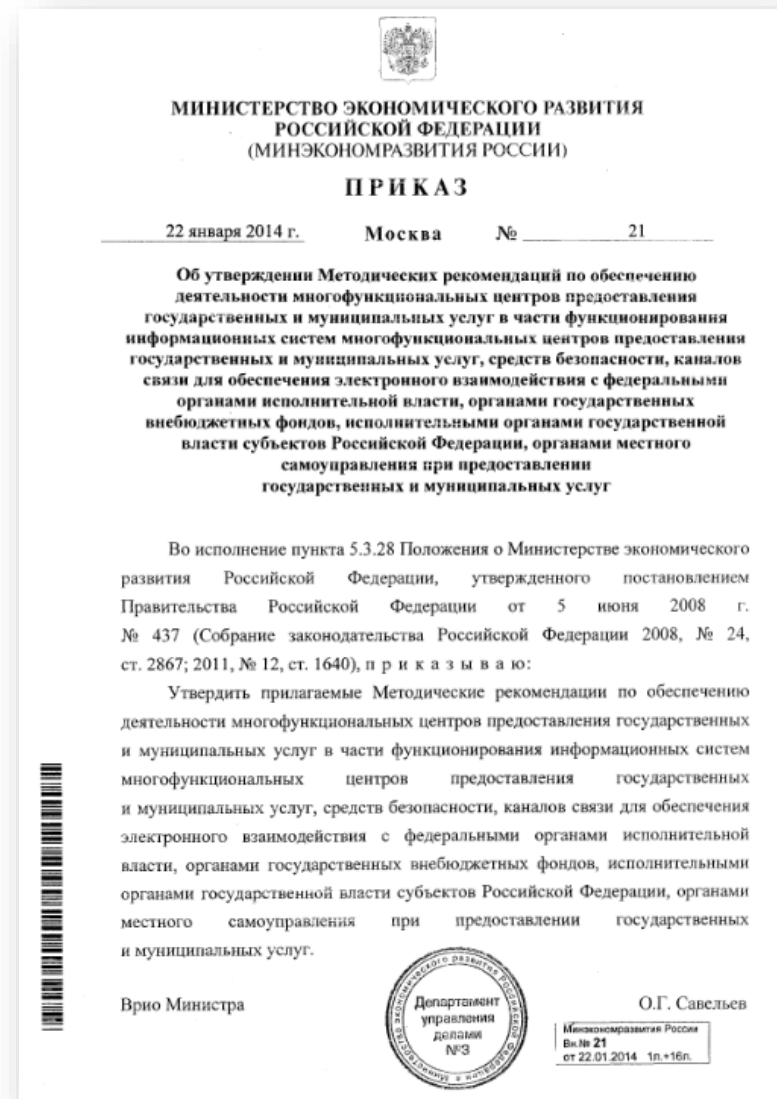 МИНИСТЕРСТВО ЭКОНОМИЧЕСКОГО РАЗВИТИЯ
РОССИЙСКОЙ ФЕДЕРАЦИИ
(МИНЭКОНОМРАЗВИТИЯ РОССИИ)
ПРИКАЗ
22 января 2014 г. Москва № 21
Об утверждении Методических рекомендаций по обеспечению
деятельности многофункциональных центров предоставления
государственных и муниципальных услуг в части функционирования
информационных систем многофункциональных центров предоставления
государственных и муниципальных услуг, средств безопасности, каналов
связи для обеспечения электронного взаимодействия с федеральными
органами исполнительной власти, органами государственных
внебюджетных фондов, исполнительными органами государственной
власти субъектов Российской Федерации, органами местного
самоуправления при предоставлении
государственных и муниципальных услуг
Во исполнение пункта 5.3.28 Положения о Министерстве экономического
развития Российской Федерации, утвержденного постановлением
Правительства Российской Федерации от 5 июня 2008 г.
№ 437 (Собрание законодательства Российской Федерации 2008, № 24,
ст. 2867; 2011, № 12, ст. 1640), п р и к а з ы в а ю:
Утвердить прилагаемые Методические рекомендации по обеспечению
деятельности многофункциональных центров предоставления государственных
и муниципальных услуг в части функционирования информационных систем
многофункциональных центров предоставления государственных
и муниципальных услуг, средств безопасности, каналов связи для обеспечения
электронного взаимодействия с федеральными органами исполнительной
власти, органами государственных внебюджетных фондов, исполнительными
органами государственной власти субъектов Российской Федерации, органами
местного самоуправления при предоставлении государственных
и муниципальных услуг.
Врио Министра
О.Г. Савельев
Министерство экономического развития Российской Федерации
Департамент
управления
делами
№3
Минэкономразвития России
Вн.№ 21
от 22.01.2014 1л.+16л.